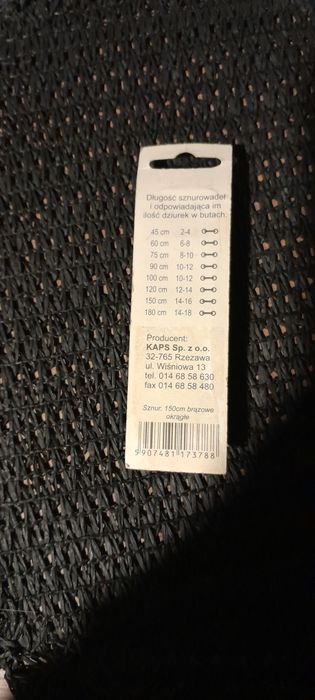 Długość sznurowadeł
i odpowiadająca im
ilość dziurek w butach:
45 cm 2-4
60 cm 6-8
75 cm 8-10
90 cm 10-12
100 cm 10-12
120 cm 12-14
150 cm 14-16
180 cm 14-18
Producent:
KAPS Sp. z o.o.
32-765 Rzezawa
ul. Wiśniowa 13
tel. 014 68 58 630
fax 014 68 58 480
Sznur. 150cm brązowe
okrągłe
5907481173788